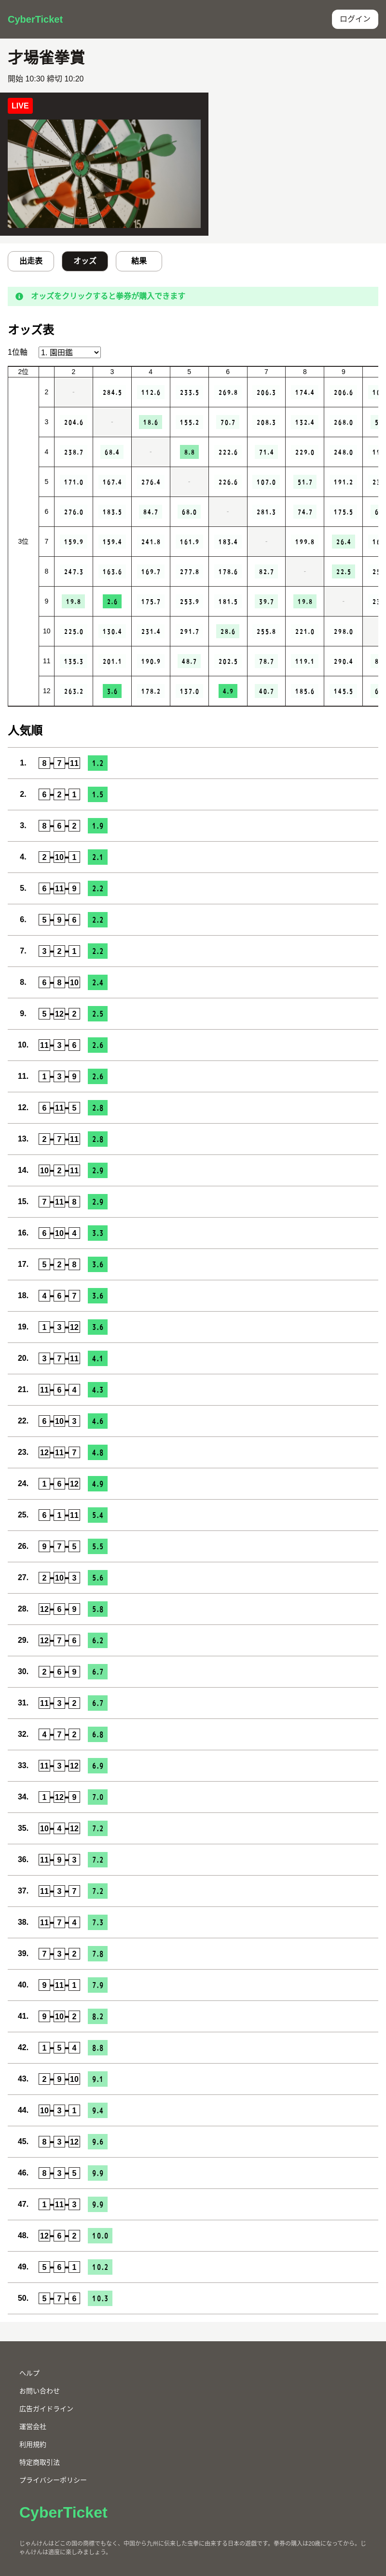 CyberTicket
ログイン
才場雀拳賞
開始 10:30 締切 10:20
LIVE
15
出走表
オッズ
結果
オッズをクリックすると拳券が購入できます
オッズ表
1位軸 1. 園田鑑
2位 2 3 4 5 6 7 8 9
3位
2 - 284.5 112.6 233.5 269.8 206.3 174.4 206.6
3 204.6 - 18.6 155.2 70.7 208.3 132.4 268.0
4 238.7 68.4 - 8.8 222.6 71.4 229.0 248.0
5 171.0 167.4 276.4 - 226.6 107.0 51.7 191.2
6 276.0 183.5 84.7 68.0 - 281.3 74.7 175.5
7 159.9 159.4 241.8 161.9 183.4 - 199.8 26.4
8 247.3 163.6 169.7 277.8 178.6 82.7 - 22.5
9 19.8 2.6 175.7 253.9 181.5 39.7 19.8 -
10 225.0 130.4 231.4 291.7 28.6 255.8 221.0 298.0
11 135.3 201.1 190.9 48.7 202.5 78.7 119.1 290.4
12 263.2 3.6 178.2 137.0 4.9 40.7 185.6 145.5
人気順
1. 8-7-11 1.2
2. 6-2-1 1.5
3. 8-6-2 1.9
4. 2-10-1 2.1
5. 6-11-9 2.2
6. 5-9-6 2.2
7. 3-2-1 2.2
8. 6-8-10 2.4
9. 5-12-2 2.5
10. 11-3-6 2.6
11. 1-3-9 2.6
12. 6-11-5 2.8
13. 2-7-11 2.8
14. 10-2-11 2.9
15. 7-11-8 2.9
16. 6-10-4 3.3
17. 5-2-8 3.6
18. 4-6-7 3.6
19. 1-3-12 3.6
20. 3-7-11 4.1
21. 11-6-4 4.3
22. 6-10-3 4.6
23. 12-11-7 4.8
24. 1-6-12 4.9
25. 6-1-11 5.4
26. 9-7-5 5.5
27. 2-10-3 5.6
28. 12-6-9 5.8
29. 12-7-6 6.2
30. 2-6-9 6.7
31. 11-3-2 6.7
32. 4-7-2 6.8
33. 11-3-12 6.9
34. 1-12-9 7.0
35. 10-4-12 7.2
36. 11-9-3 7.2
37. 11-3-7 7.2
38. 11-7-4 7.3
39. 7-3-2 7.8
40. 9-11-1 7.9
41. 9-10-2 8.2
42. 1-5-4 8.8
43. 2-9-10 9.1
44. 10-3-1 9.4
45. 8-3-12 9.6
46. 8-3-5 9.9
47. 1-11-3 9.9
48. 12-6-2 10.0
49. 5-6-1 10.2
50. 5-7-6 10.3
ヘルプ
お問い合わせ
広告ガイドライン
運営会社
利用規約
特定商取引法
プライバシーポリシー
CyberTicket
じゃんけんはどこの国の商標でもなく、中国から九州に伝来した虫拳に由来する日本の遊戯です。拳券の購入は20歳になってから。じゃんけんは適度に楽しみましょう。